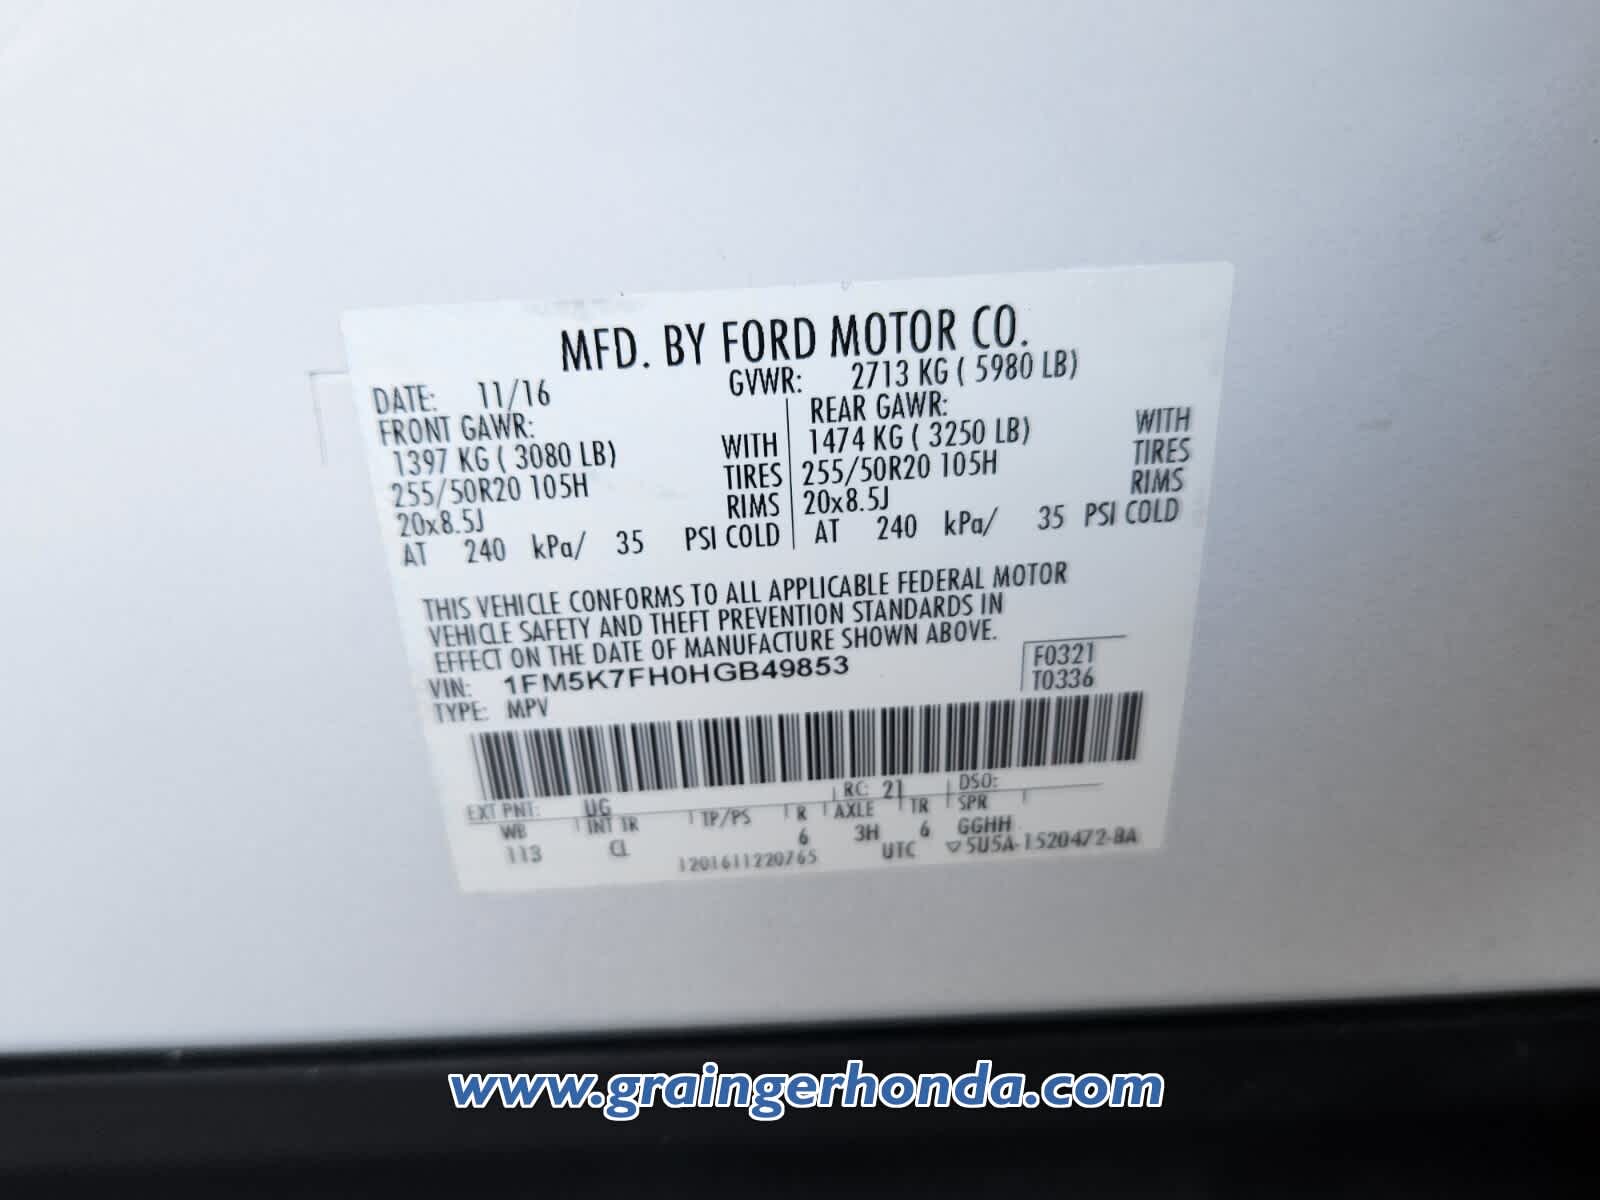 MFD. BY FORD MOTOR CO.
DATE: 11/16 GVWR: 2713 KG ( 5980 LB)
FRONT GAWR: REAR GAWR:
1397 KG ( 3080 LB) WITH 1474 KG ( 3250 LB) WITH
255/50R20 105H TIRES 255/50R20 105H TIRES
20x8.5J RIMS 20x8.5J RIMS
AT 240 kPa/ 35 PSI COLD AT 240 kPa/ 35 PSI COLD
THIS VEHICLE CONFORMS TO ALL APPLICABLE FEDERAL MOTOR
VEHICLE SAFETY AND THEFT PREVENTION STANDARDS IN
EFFECT ON THE DATE OF MANUFACTURE SHOWN ABOVE.
VIN: 1FM5K7FH0HGB49853 F0321
TYPE: MPV T0336
EXT PNT: UG RC: 21 DSO:
WB INT TR TP/PS R AXLE TR SPR
113 CL 6 3H 6 GGHH
1201611220765 UTC ▽5U5A-1520472-BA
www.graingerhonda.com